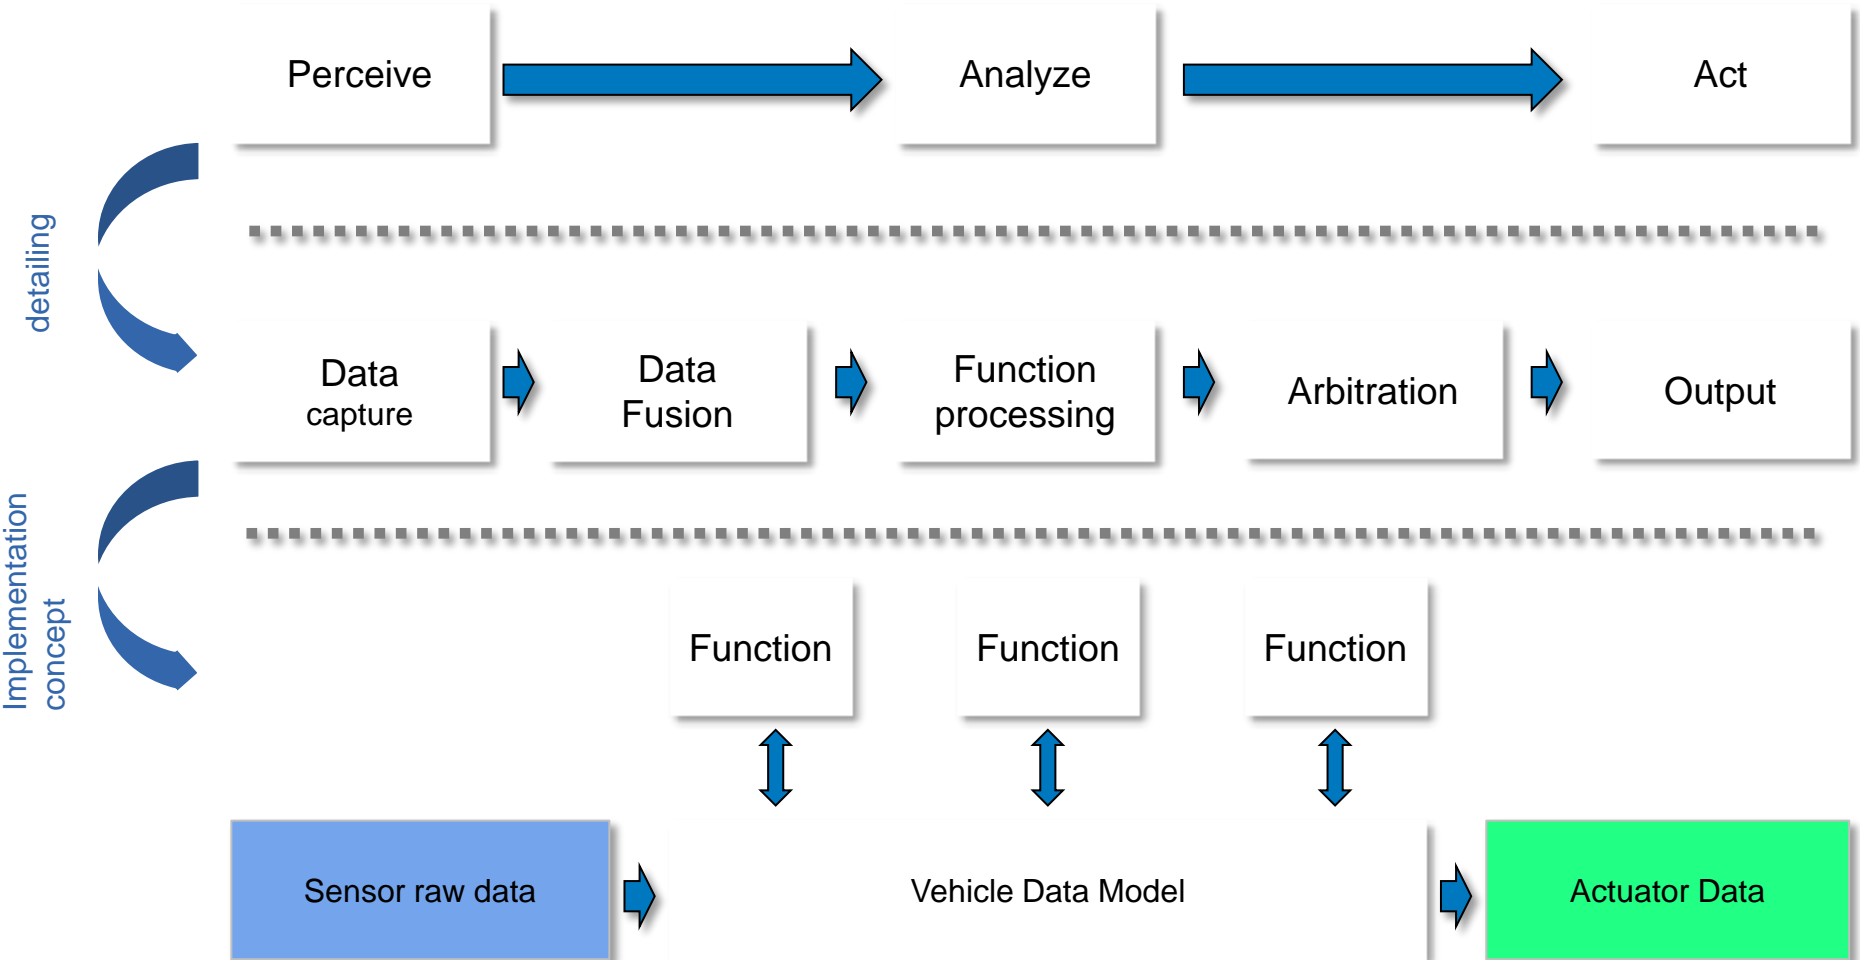 Perceive
Analyze
Act
detailing
Data
capture
Data
Fusion
Function
processing
Arbitration
Output
Implementation
concept
Function
Function
Function
Sensor raw data
Vehicle Data Model
Actuator Data